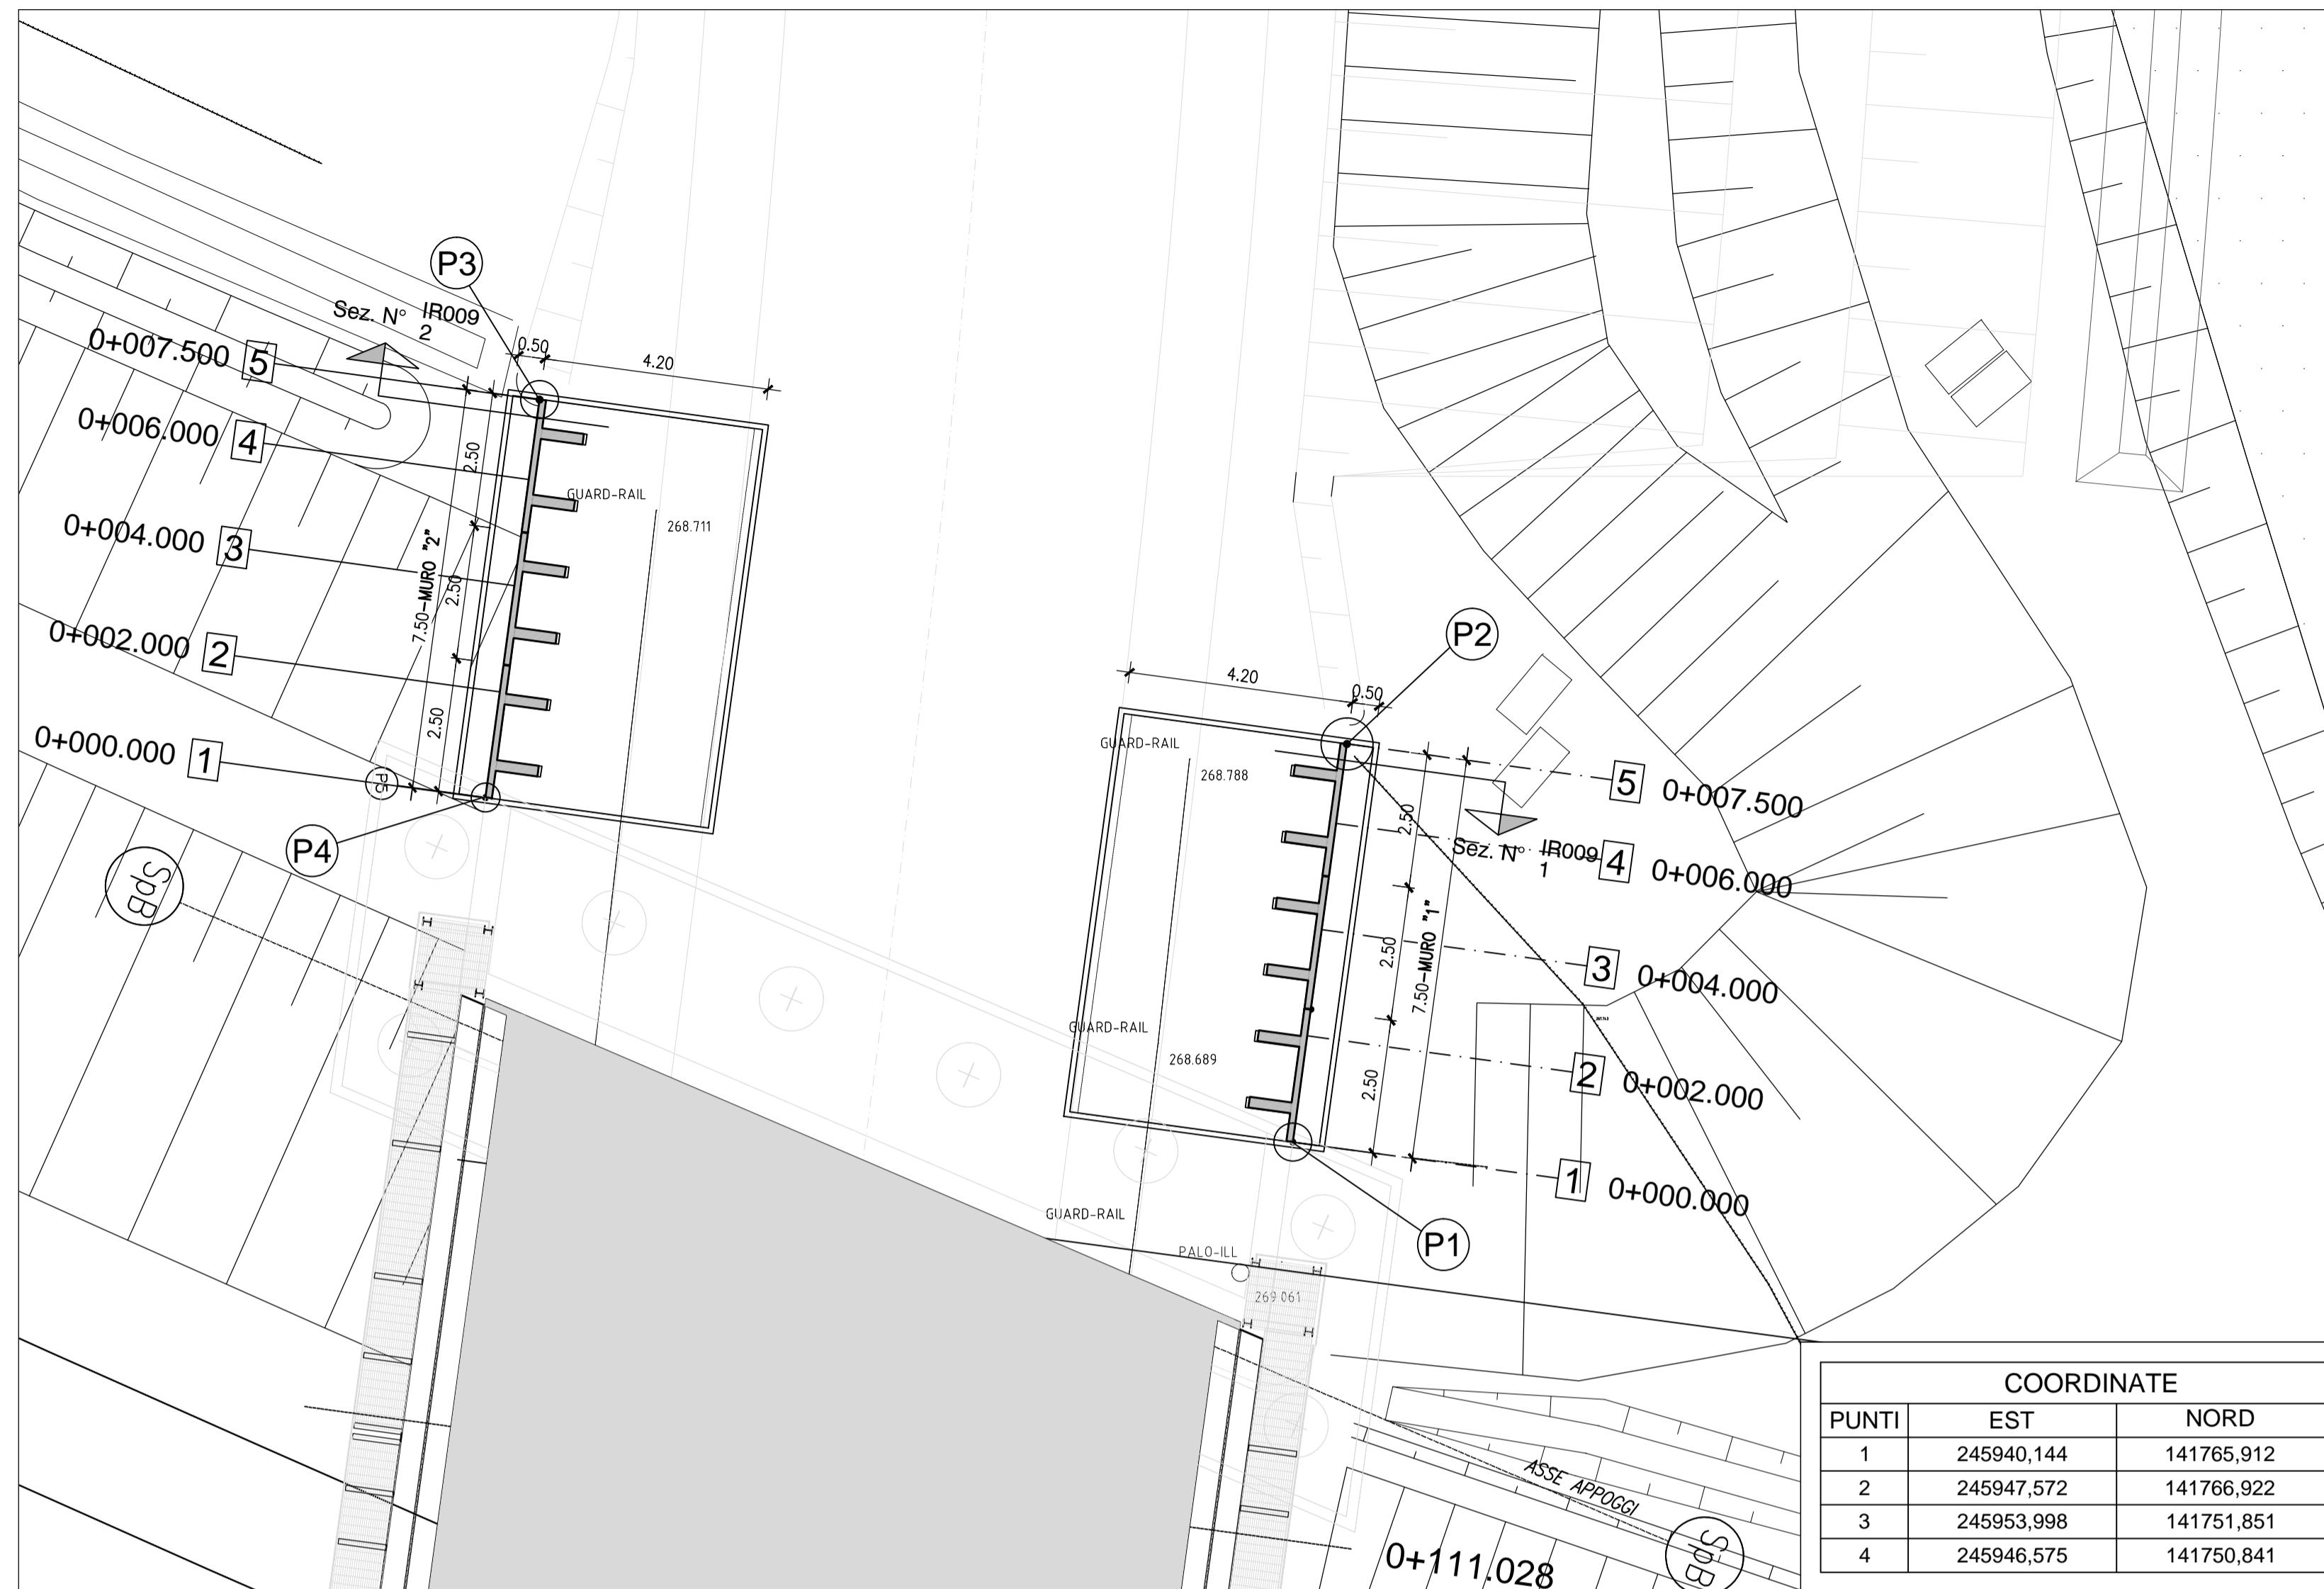 P3
Sez. N° IR009
2
0+007.500 5
0.50
4.20
0+006.000 4
2.50
GUARD-RAIL
268.711
0+004.000 3
7.50-MURO "2"
2.50
0+002.000 2
2.50
0+000.000 1
P5
P4
SpB
P2
4.20
0.50
GUARD-RAIL
268.788
5 0+007.500
2.50
Sez. N° IR009
1
4 0+006.000
2.50
7.50-MURO "1"
3 0+004.000
GUARD-RAIL
268.689
2.50
2 0+002.000
1 0+000.000
P1
GUARD-RAIL
PALO-ILL
269.061
ASSE APPOGGI
SpB
0+111.028
COORDINATE
PUNTI EST NORD
1 245940,144 141765,912
2 245947,572 141766,922
3 245953,998 141751,851
4 245946,575 141750,841